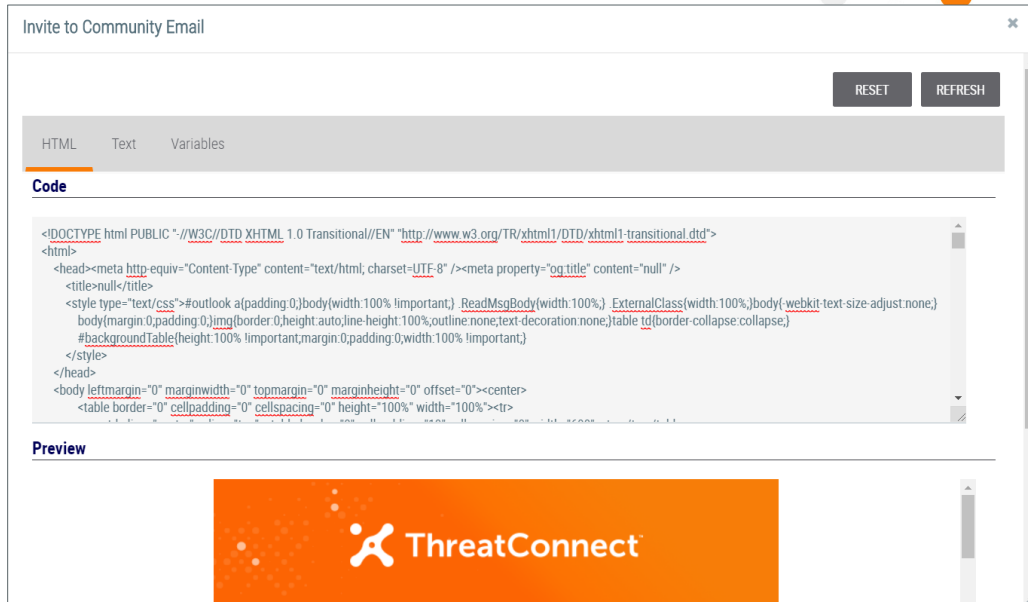 Invite to Community Email
RESET REFRESH
HTML Text Variables
Code
<!DOCTYPE html PUBLIC "-//W3C//DTD XHTML 1.0 Transitional//EN" "http://www.w3.org/TR/xhtml1/DTD/xhtml1-transitional.dtd">
<html>
<head><meta http-equiv="Content-Type" content="text/html; charset=UTF-8" /><meta property="og:title" content="null" />
<title>null</title>
<style type="text/css">#outlook a{padding:0;}body{width:100% !important;} .ReadMsgBody{width:100%;} .ExternalClass{width:100%;}body{-webkit-text-size-adjust:none;}
body{margin:0;padding:0;}img{border:0;height:auto;line-height:100%;outline:none;text-decoration:none;}table td{border-collapse:collapse;}
#backgroundTable{height:100% !important;margin:0;padding:0;width:100% !important;}
</style>
</head>
<body leftmargin="0" marginwidth="0" topmargin="0" marginheight="0" offset="0"><center>
<table border="0" cellpadding="0" cellspacing="0" height="100%" width="100%"><tr>
Preview
ThreatConnect